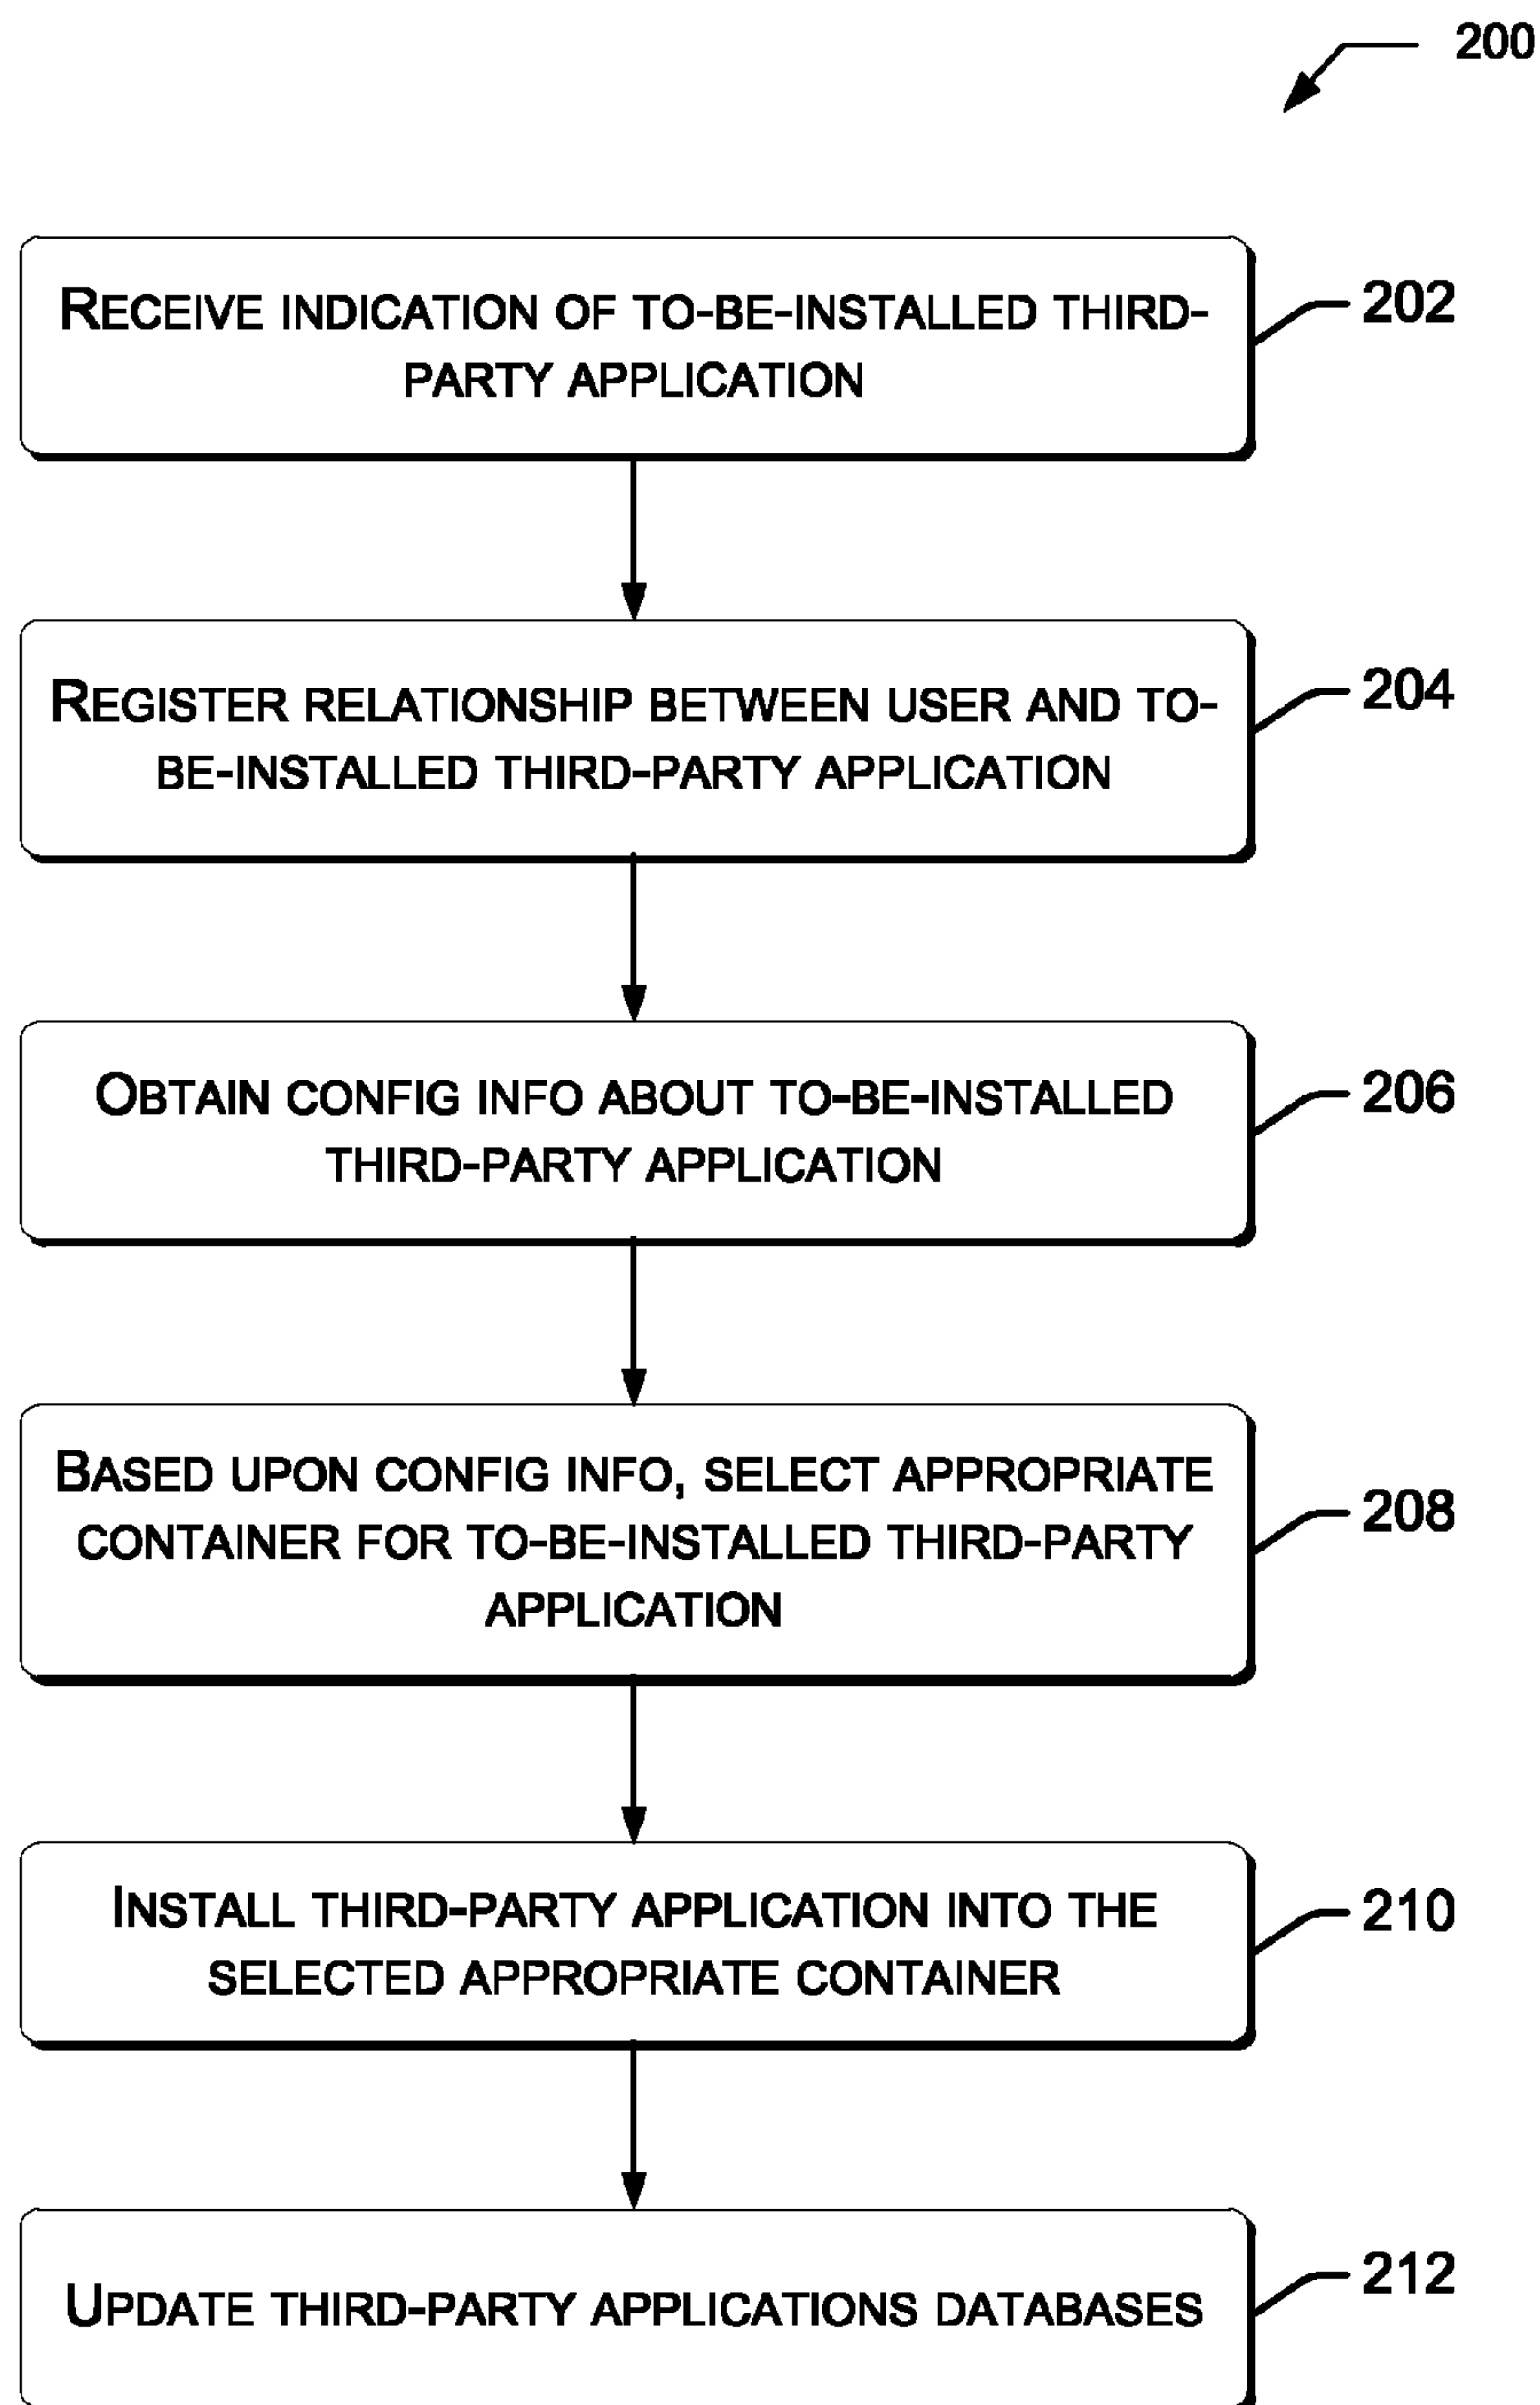 200
RECEIVE INDICATION OF TO-BE-INSTALLED THIRD-
PARTY APPLICATION
202
REGISTER RELATIONSHIP BETWEEN USER AND TO-
BE-INSTALLED THIRD-PARTY APPLICATION
204
OBTAIN CONFIG INFO ABOUT TO-BE-INSTALLED
THIRD-PARTY APPLICATION
206
BASED UPON CONFIG INFO, SELECT APPROPRIATE
CONTAINER FOR TO-BE-INSTALLED THIRD-PARTY
APPLICATION
208
INSTALL THIRD-PARTY APPLICATION INTO THE
SELECTED APPROPRIATE CONTAINER
210
UPDATE THIRD-PARTY APPLICATIONS DATABASES
212